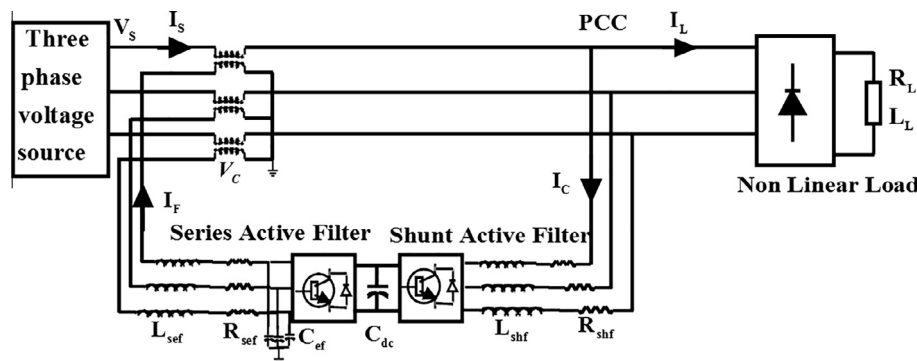 Three
phase
voltage
source
V_S
I_S
PCC
I_L
R_L
L_L
Non Linear Load
V_C
I_F
I_C
Series Active Filter
Shunt Active Filter
L_sef
R_sef
C_ef
C_dc
L_shf
R_shf